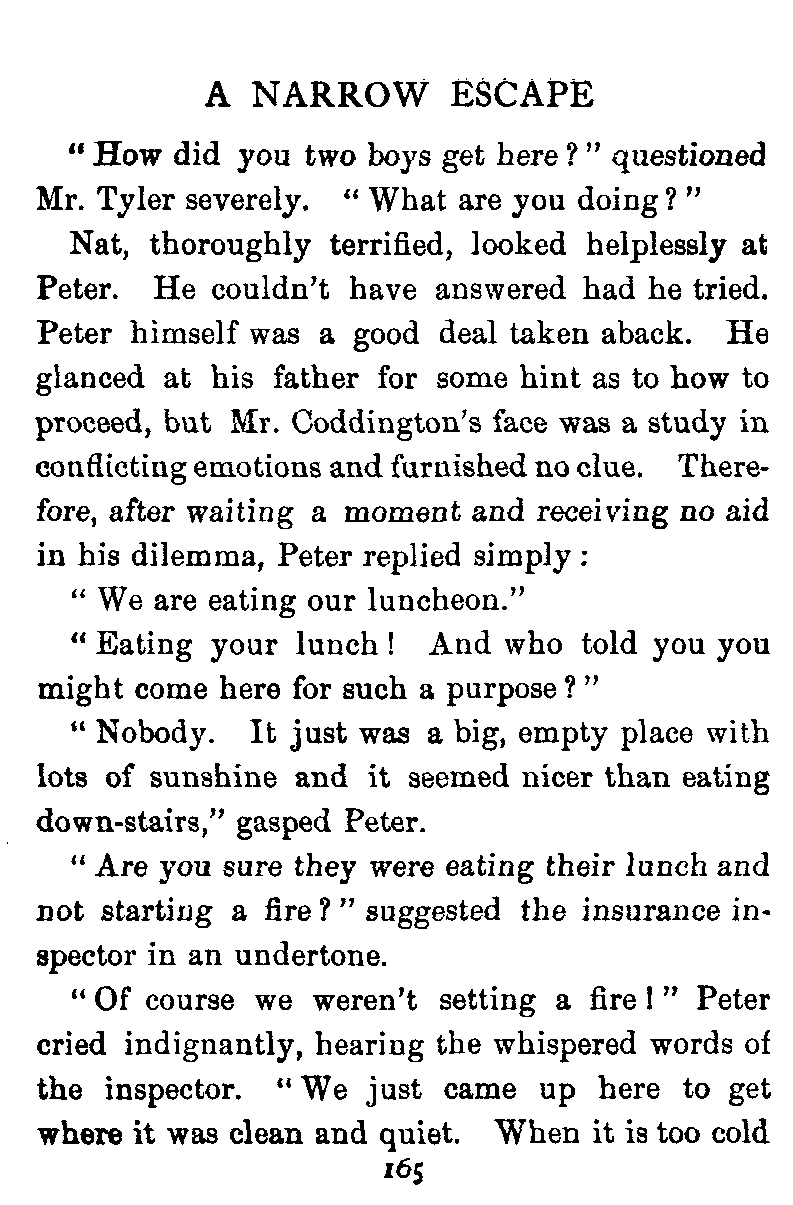 A NARROW ESCAPE
" How did you two boys get here ? " questioned
Mr. Tyler severely. " What are you doing ? "
Nat, thoroughly terrified, looked helplessly at
Peter. He couldn't have answered had he tried.
Peter himself was a good deal taken aback. He
glanced at his father for some hint as to how to
proceed, but Mr. Coddington's face was a study in
conflicting emotions and furnished no clue. There-
fore, after waiting a moment and receiving no aid
in his dilemma, Peter replied simply :
" We are eating our luncheon."
" Eating your lunch ! And who told you you
might come here for such a purpose ? "
" Nobody. It just was a big, empty place with
lots of sunshine and it seemed nicer than eating
down-stairs," gasped Peter.
" Are you sure they were eating their lunch and
not starting a fire ? " suggested the insurance in-
spector in an undertone.
" Of course we weren't setting a fire ! " Peter
cried indignantly, hearing the whispered words of
the inspector. " We just came up here to get
where it was clean and quiet. When it is too cold
165